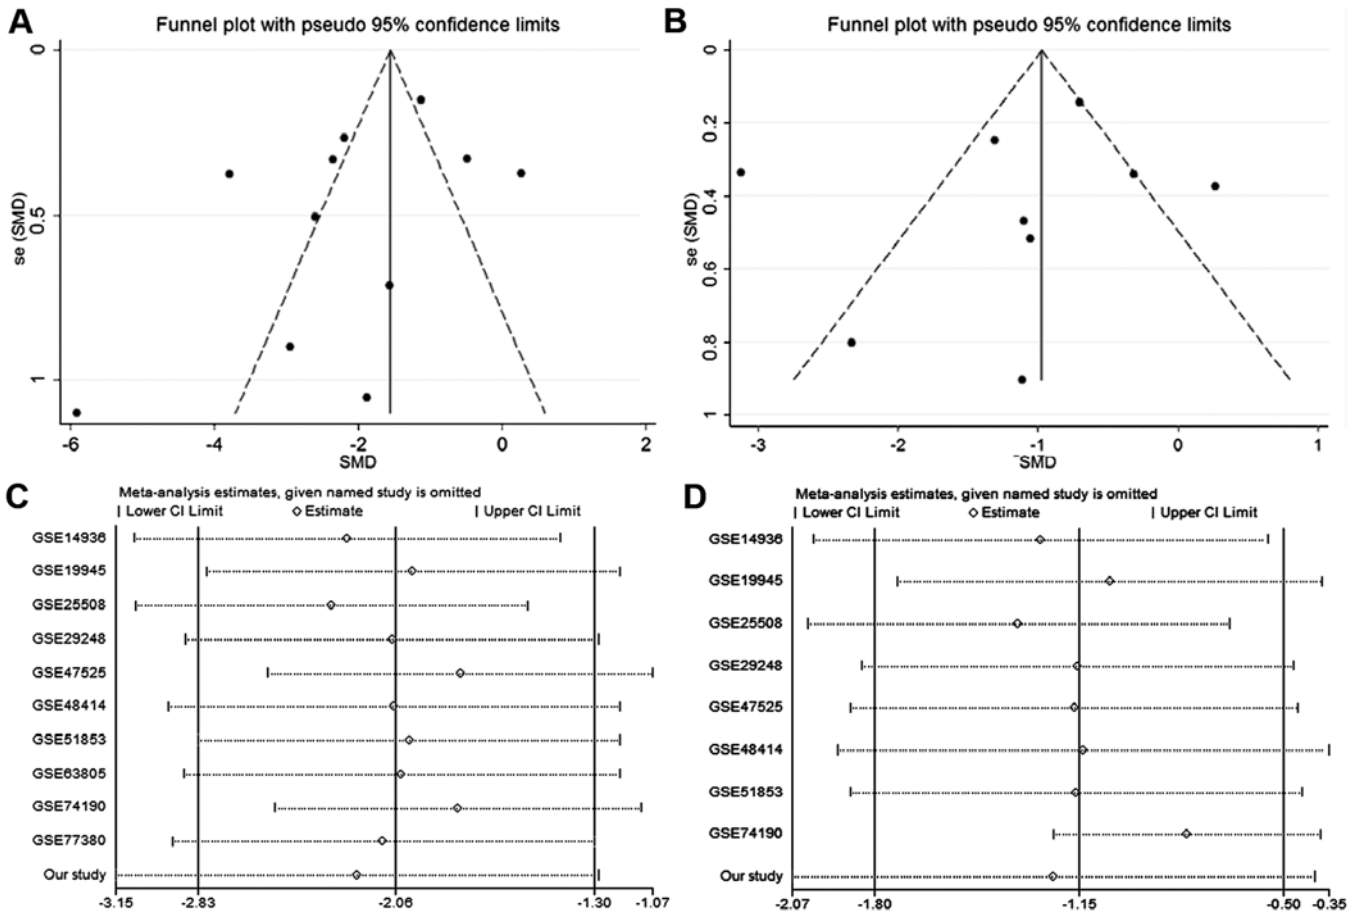 A
Funnel plot with pseudo 95% confidence limits
0
0.5
1
se (SMD)
-6 -4 -2 0 2
SMD
B
Funnel plot with pseudo 95% confidence limits
0
0.2
0.4
0.6
0.8
1
se (SMD)
-3 -2 -1 0 1
SMD
C
Meta-analysis estimates, given named study is omitted
| Lower CI Limit ◇ Estimate | Upper CI Limit
GSE14936
GSE19945
GSE25508
GSE29248
GSE47525
GSE48414
GSE51853
GSE63805
GSE74190
GSE77380
Our study
-3.15 -2.83 -2.06 -1.30 -1.07
D
Meta-analysis estimates, given named study is omitted
| Lower CI Limit ◇ Estimate | Upper CI Limit
GSE14936
GSE19945
GSE25508
GSE29248
GSE47525
GSE48414
GSE51853
GSE74190
Our study
-2.07 -1.80 -1.15 -0.50 -0.35